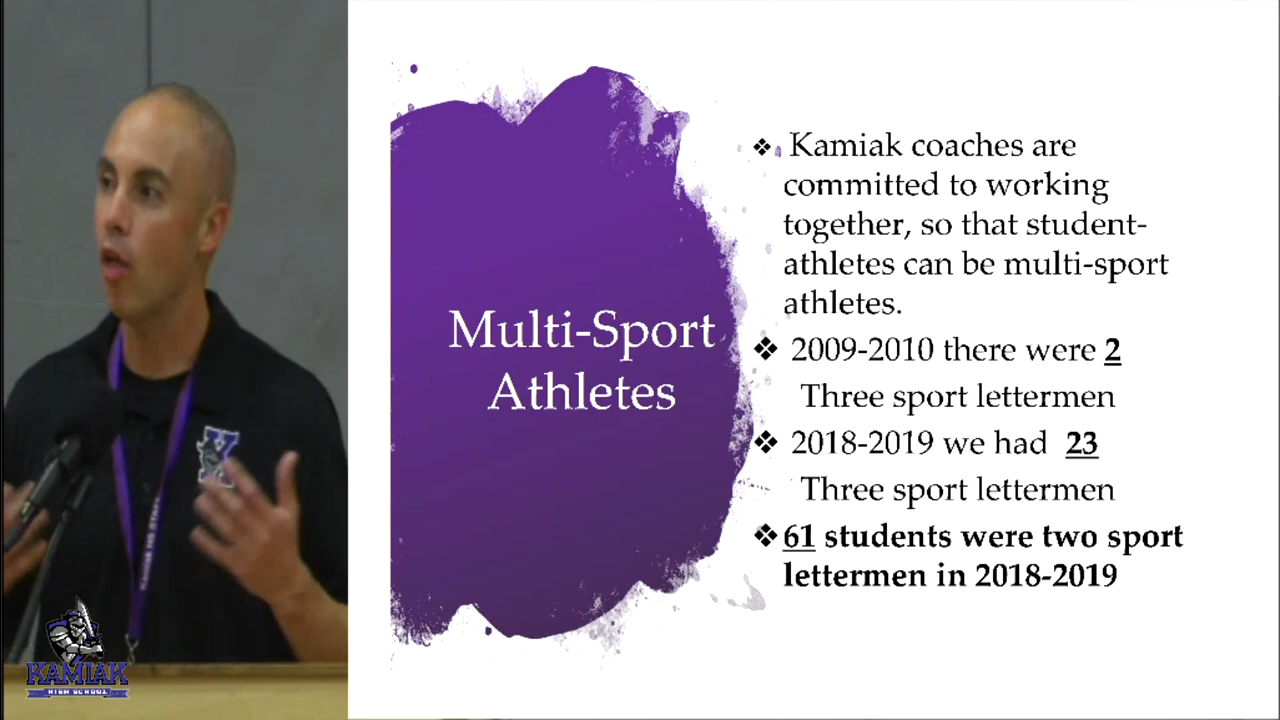 Multi-Sport
Athletes
❖ Kamiak coaches are
committed to working
together, so that student-
athletes can be multi-sport
athletes.
❖ 2009-2010 there were 2
Three sport lettermen
❖ 2018-2019 we had 23
Three sport lettermen
❖ 61 students were two sport
lettermen in 2018-2019
KAMIAK
HIGH SCHOOL